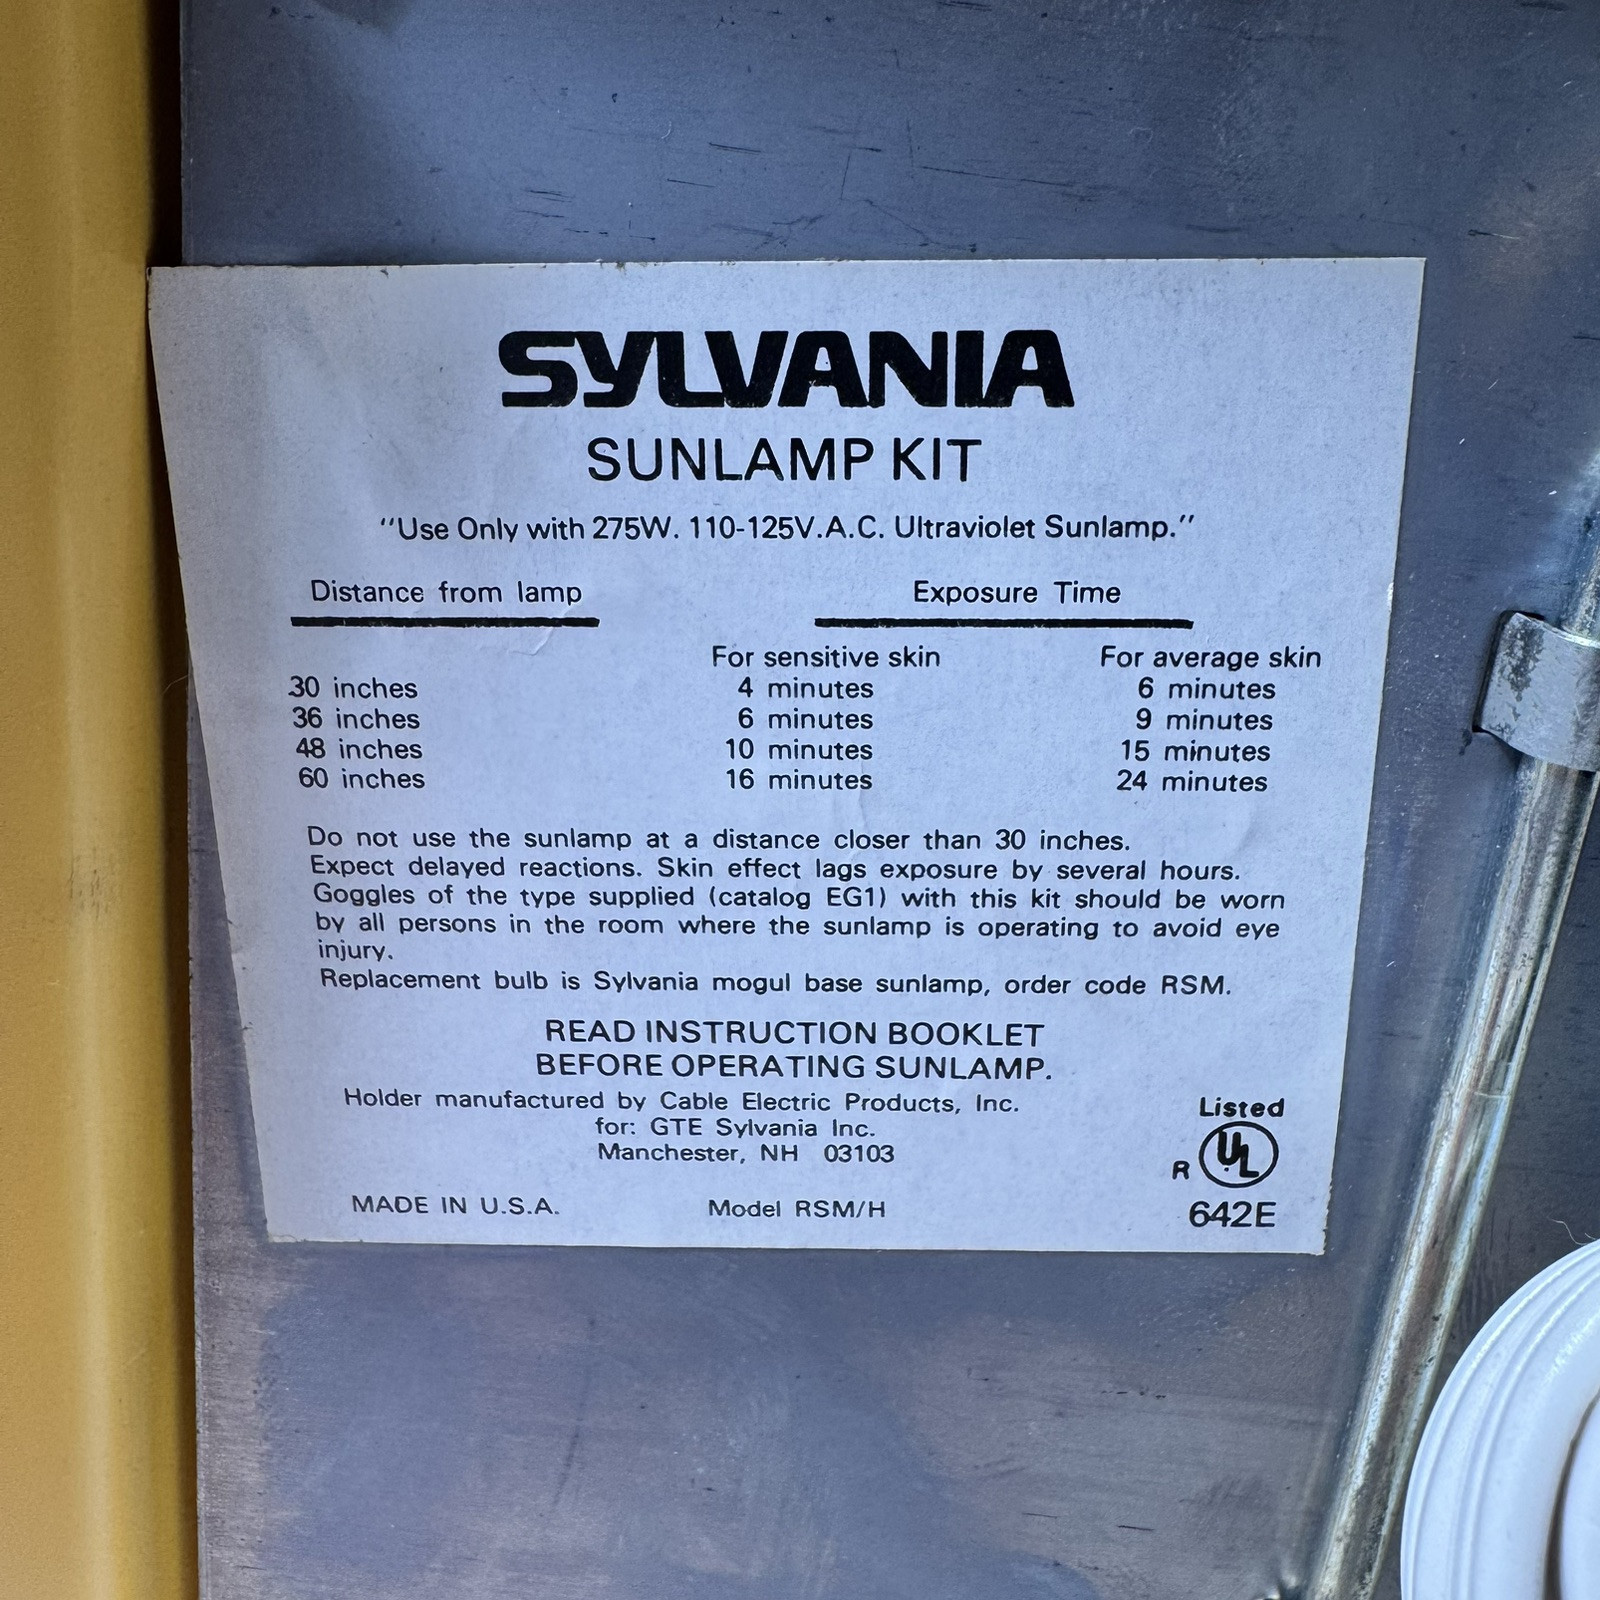 SYLVANIA
SUNLAMP KIT
"Use Only with 275W. 110-125V.A.C. Ultraviolet Sunlamp."
Distance from lamp Exposure Time
For sensitive skin For average skin
30 inches 4 minutes 6 minutes
36 inches 6 minutes 9 minutes
48 inches 10 minutes 15 minutes
60 inches 16 minutes 24 minutes
Do not use the sunlamp at a distance closer than 30 inches.
Expect delayed reactions. Skin effect lags exposure by several hours.
Goggles of the type supplied (catalog EG1) with this kit should be worn
by all persons in the room where the sunlamp is operating to avoid eye
injury.
Replacement bulb is Sylvania mogul base sunlamp, order code RSM.
READ INSTRUCTION BOOKLET
BEFORE OPERATING SUNLAMP.
Holder manufactured by Cable Electric Products, Inc.
for: GTE Sylvania Inc.
Manchester, NH 03103
Listed
R UL
MADE IN U.S.A. Model RSM/H 642E